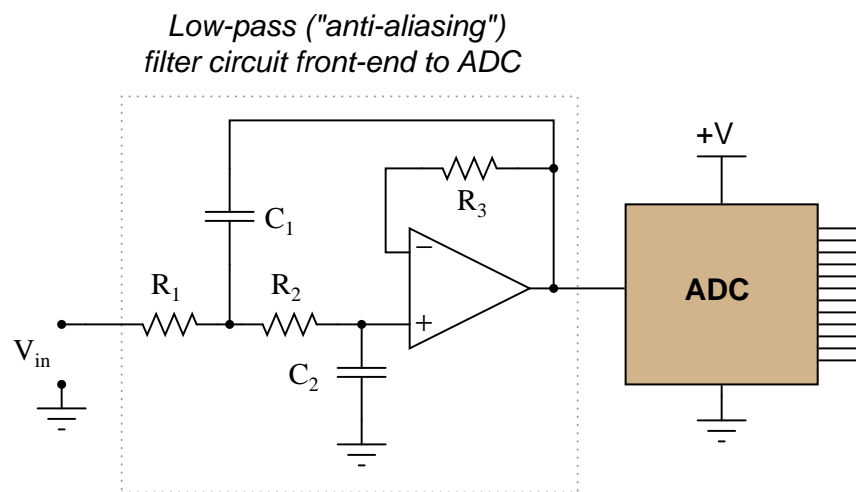 Low-pass ("anti-aliasing")
filter circuit front-end to ADC
+V
R3
C1
−
ADC
R1
R2
+
Vin
C2